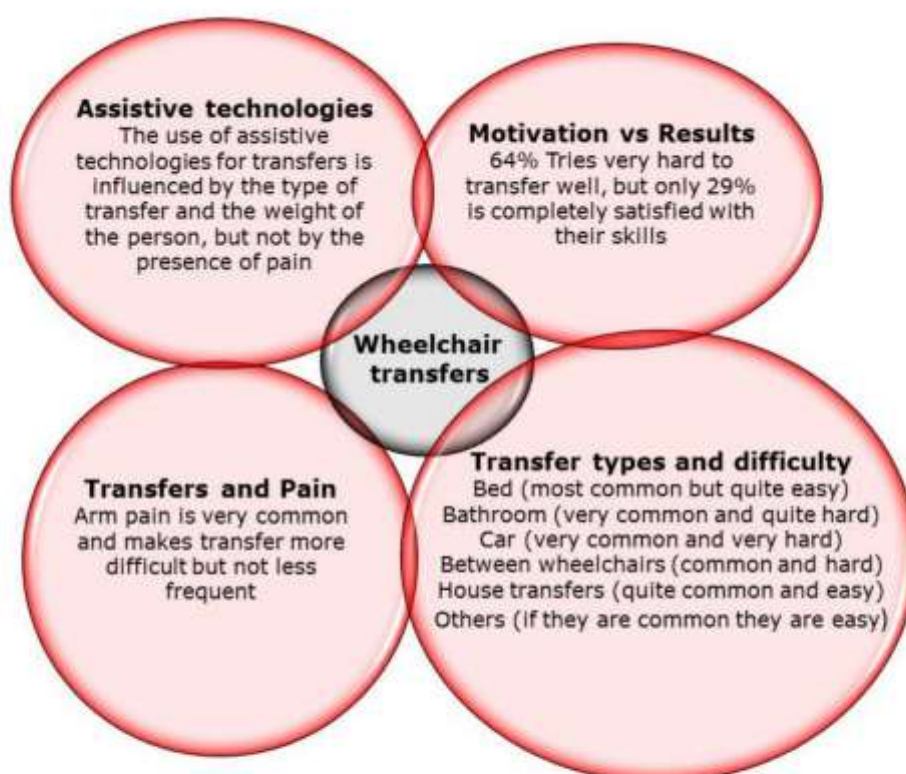 Assistive technologies
The use of assistive
technologies for transfers is
influenced by the type of
transfer and the weight of
the person, but not by the
presence of pain
Motivation vs Results
64% Tries very hard to
transfer well, but only 29%
is completely satisfied with
their skills
Wheelchair
transfers
Transfers and Pain
Arm pain is very common
and makes transfer more
difficult but not less
frequent
Transfer types and difficulty
Bed (most common but quite easy)
Bathroom (very common and quite hard)
Car (very common and very hard)
Between wheelchairs (common and hard)
House transfers (quite common and easy)
Others (if they are common they are easy)